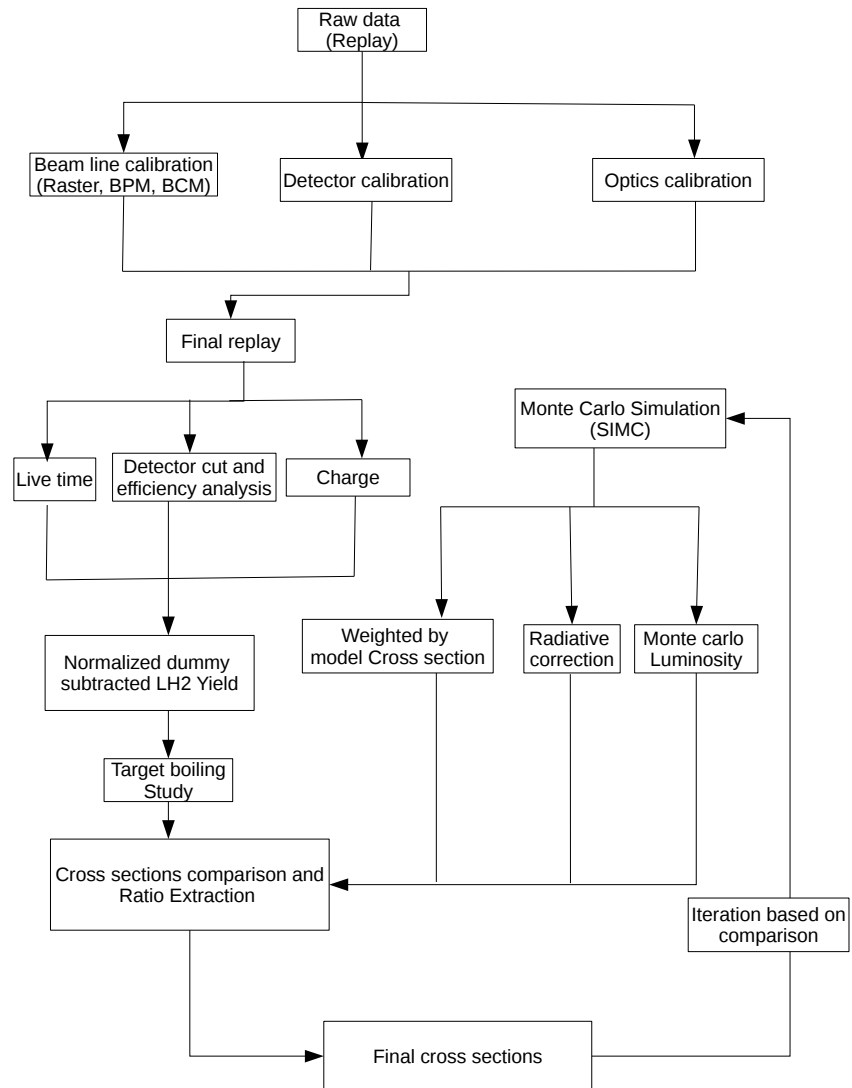 Raw data
(Replay)
Beam line calibration
(Raster, BPM, BCM)
Detector calibration
Optics calibration
Final replay
Monte Carlo Simulation
(SIMC)
Live time
Detector cut and
efficiency analysis
Charge
Weighted by
model Cross section
Radiative
correction
Monte carlo
Luminosity
Normalized dummy
subtracted LH2 Yield
Target boiling
Study
Cross sections comparison and
Ratio Extraction
Iteration based on
comparison
Final cross sections